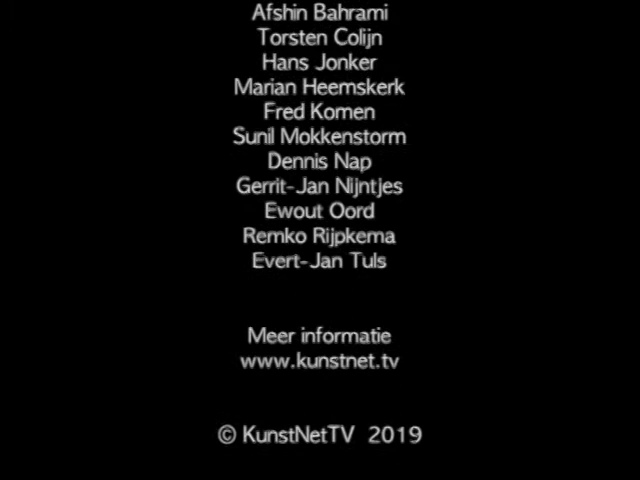 Afshin Bahrami
Torsten Colijn
Hans Jonker
Marian Heemskerk
Fred Komen
Sunil Mokkenstorm
Dennis Nap
Gerrit-Jan Nijntjes
Ewout Oord
Remko Rijpkema
Evert-Jan Tuls
Meer informatie
www.kunstnet.tv
© KunstNetTV 2019